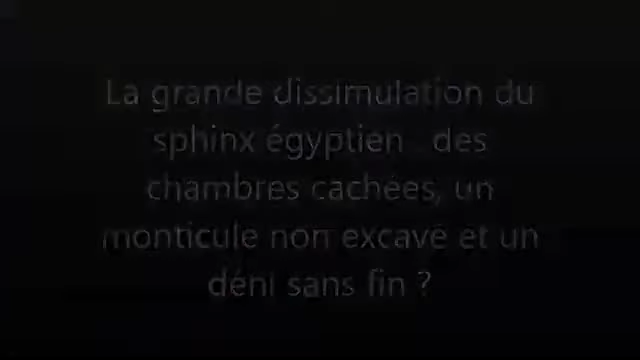 La grande dissimulation du
sphinx égyptien : des
chambres cachées, un
monticule non excavé et un
déni sans fin ?